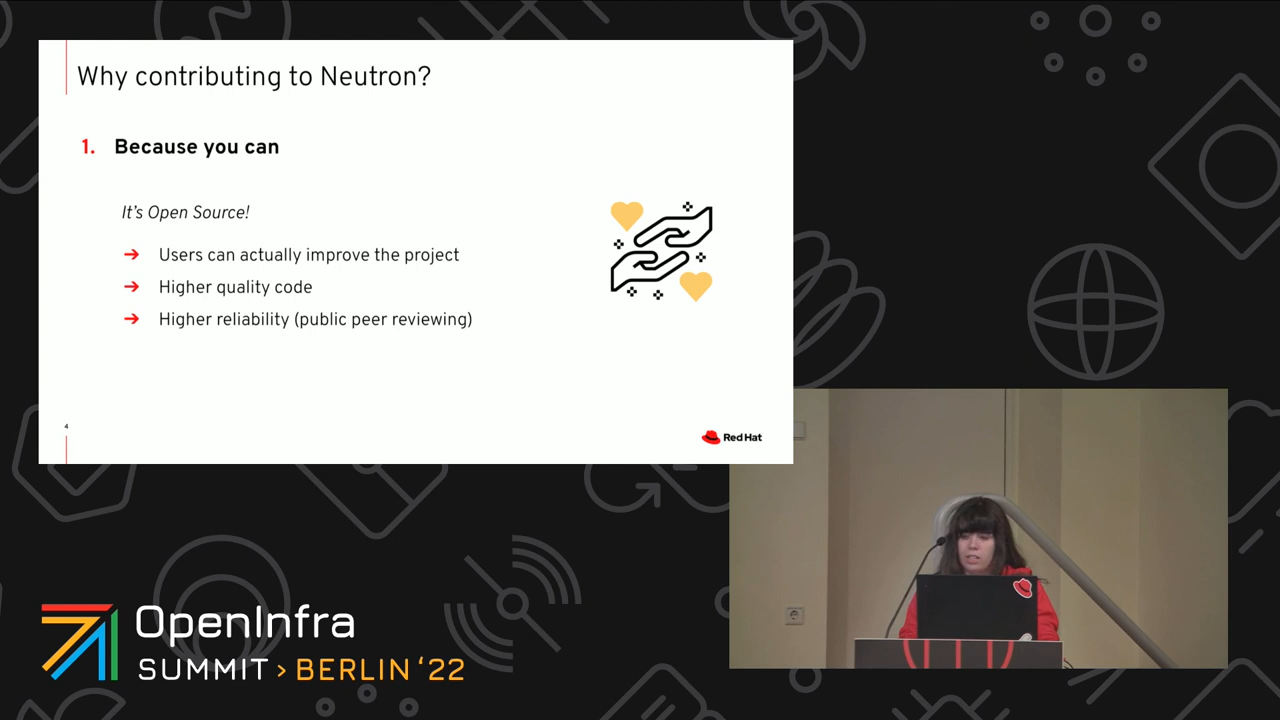 Why contributing to Neutron?
1. Because you can
It's Open Source!
➔ Users can actually improve the project
➔ Higher quality code
➔ Higher reliability (public peer reviewing)
4
Red Hat
OpenInfra
SUMMIT > BERLIN '22